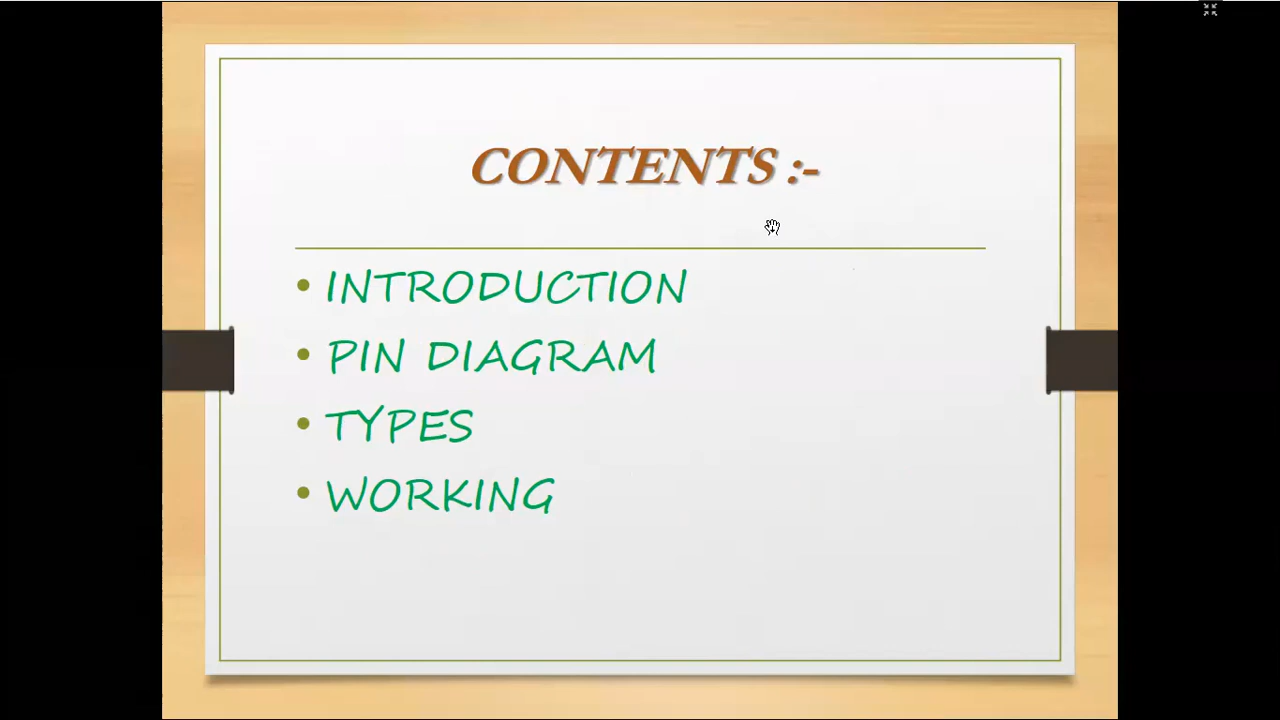 CONTENTS :-
• INTRODUCTION
• PIN DIAGRAM
• TYPES
• WORKING